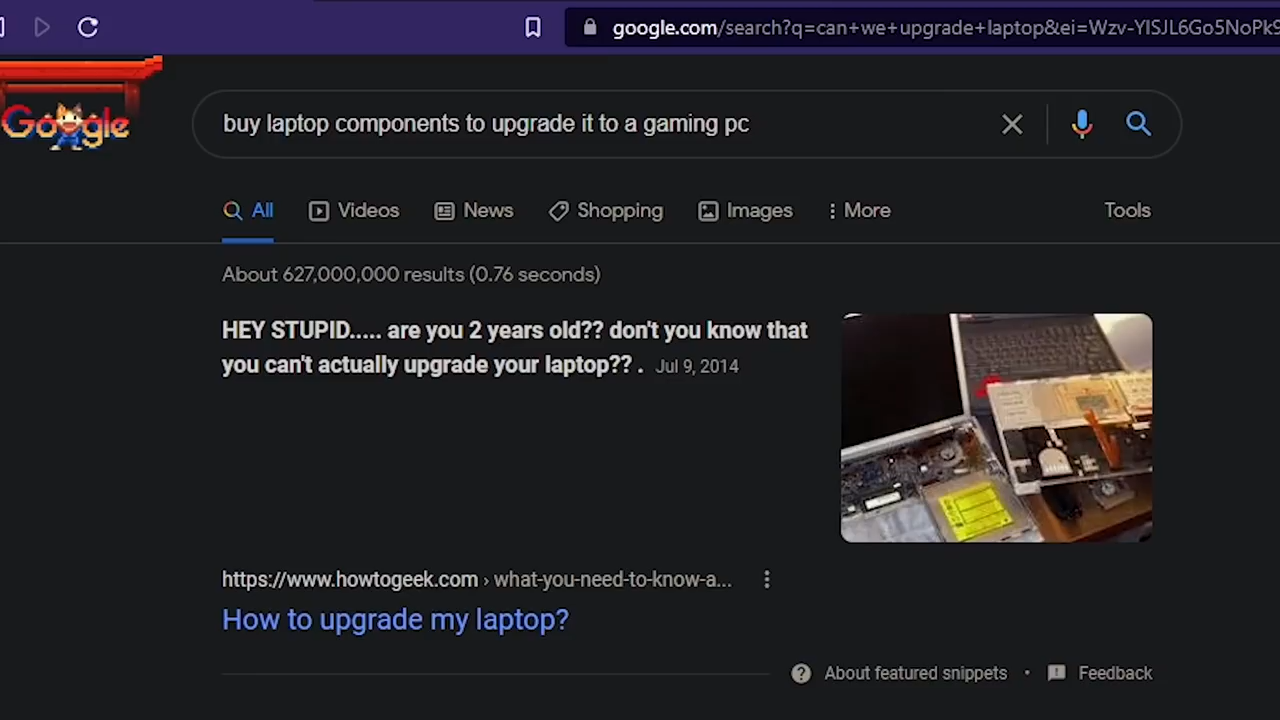 google.com/search?q=can+we+upgrade+laptop&ei=Wzv-YISJL6Go5NoPk9
Google
buy laptop components to upgrade it to a gaming pc
All Videos News Shopping Images More Tools
About 627,000,000 results (0.76 seconds)
HEY STUPID..... are you 2 years old?? don't you know that
you can't actually upgrade your laptop?? . Jul 9, 2014
https://www.howtogeek.com › what-you-need-to-know-a...
How to upgrade my laptop?
About featured snippets • Feedback